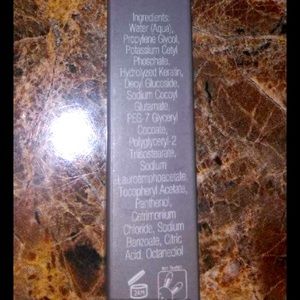 Ingredients:
Water (Aqua),
Propylene Glycol,
Potassium Cetyl
Phosphate,
Hydrolyzed Keratin,
Decyl Glucoside,
Sodium Cocoyl
Glutamate,
PEG-7 Glyceryl
Cocoate,
Polyglyceryl-2
Triisostearate,
Sodium
Lauroamphoacetate,
Tocopheryl Acetate,
Panthenol,
Cetrimonium
Chloride, Sodium
Benzoate, Citric
Acid, Octanediol